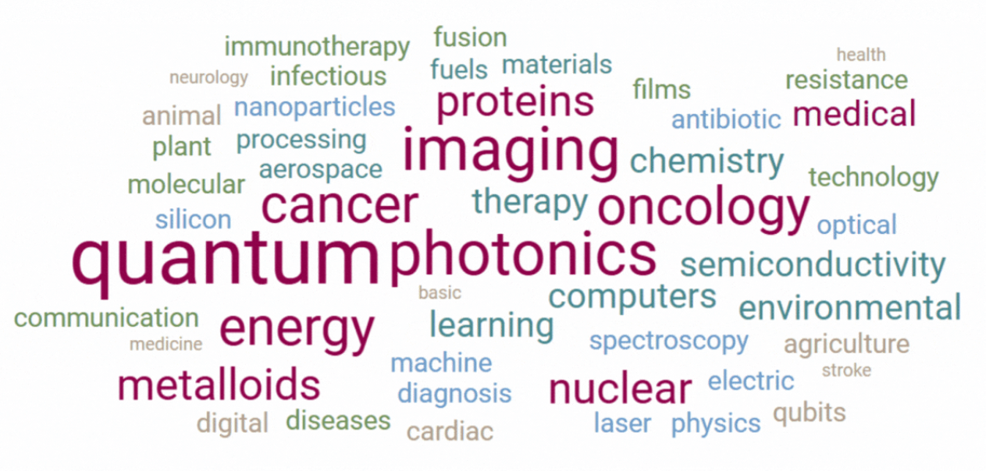 immunotherapy fusion
health
neurology infectious fuels materials
films resistance
animal nanoparticles proteins antibiotic medical
plant processing imaging chemistry
molecular aerospace technology
silicon cancer therapy oncology optical
quantum photonics semiconductivity
basic computers environmental
communication energy learning
medicine spectroscopy agriculture
machine stroke
metalloids diagnosis nuclear electric
digital diseases cardiac laser physics qubits